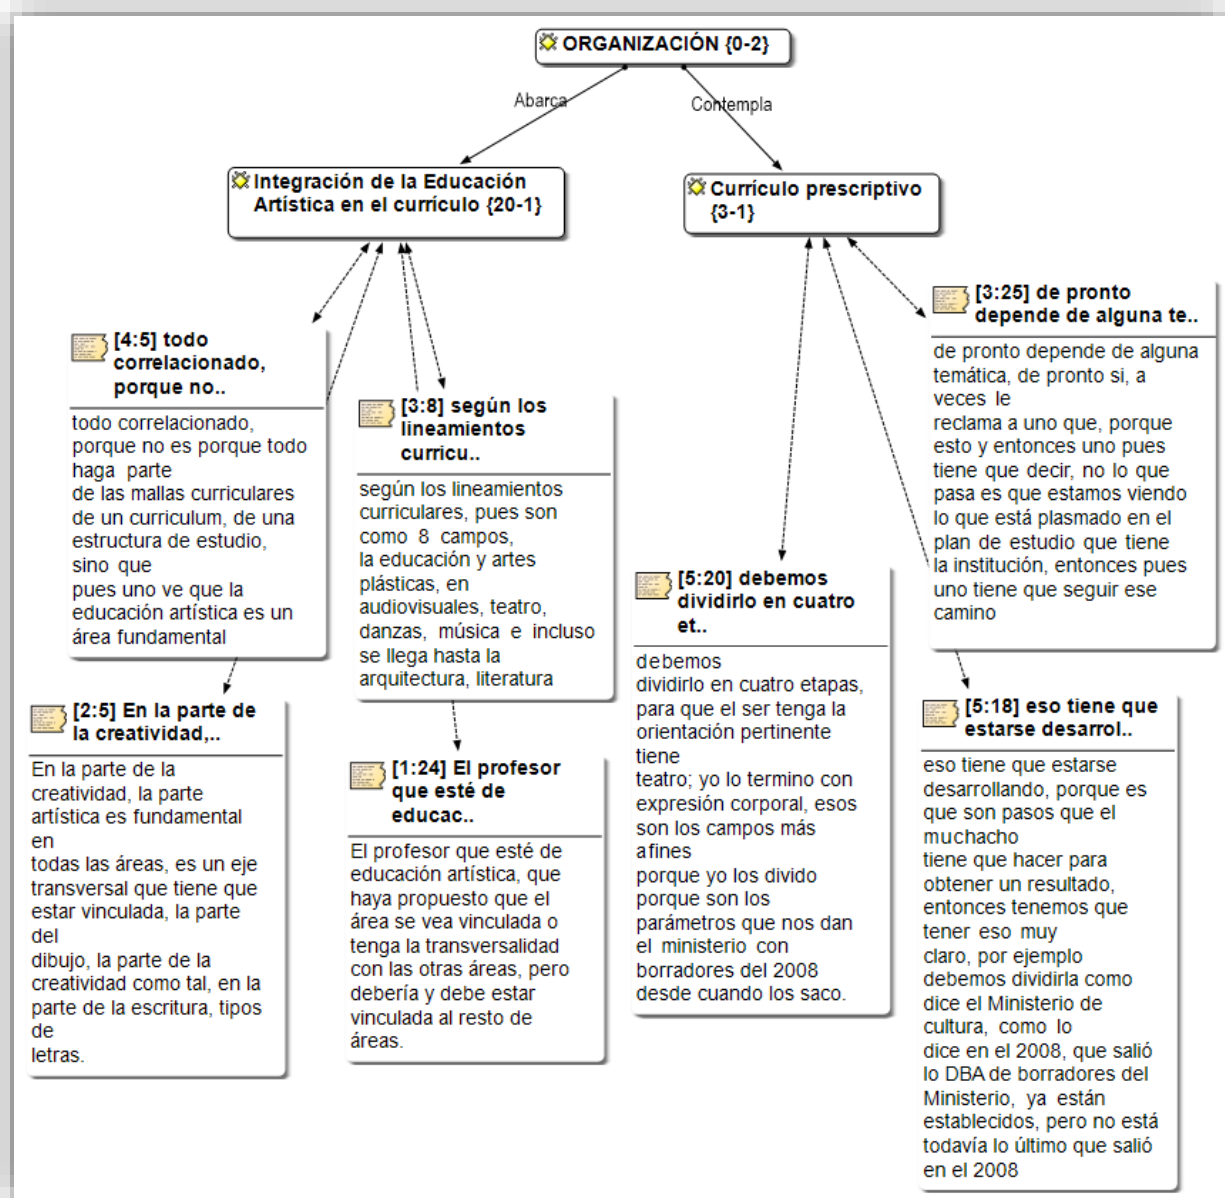 ORGANIZACIÓN {0-2}
Abarca
Contempla
Integración de la Educación
Artística en el currículo {20-1}
Currículo prescriptivo
{3-1}
[4:5] todo
correlacionado,
porque no..
todo correlacionado,
porque no es porque todo
haga parte
de las mallas curriculares
de un curriculum, de una
estructura de estudio,
sino que
pues uno ve que la
educación artística es un
área fundamental
[3:8] según los
lineamientos
curricu..
según los lineamientos
curriculares, pues son
como 8 campos,
la educación y artes
plásticas, en
audiovisuales, teatro,
danzas, música e incluso
se llega hasta la
arquitectura, literatura
[2:5] En la parte de
la creatividad,..
En la parte de la
creatividad, la parte
artística es fundamental
en
todas las áreas, es un eje
transversal que tiene que
estar vinculada, la parte
del
dibujo, la parte de la
creatividad como tal, en la
parte de la escritura, tipos
de
letras.
[1:24] El profesor
que esté de
educac..
El profesor que esté de
educación artística, que
haya propuesto que el
área se vea vinculada o
tenga la transversalidad
con las otras áreas, pero
debería y debe estar
vinculada al resto de
áreas.
[5:20] debemos
dividirlo en cuatro
et..
debemos
dividirlo en cuatro etapas,
para que el ser tenga la
orientación pertinente
tiene
teatro; yo lo termino con
expresión corporal, esos
son los campos más
afines
porque yo los divido
porque son los
parámetros que nos dan
el ministerio con
borradores del 2008
desde cuando los saco.
[3:25] de pronto
depende de alguna te..
de pronto depende de alguna
temática, de pronto si, a
veces le
reclama a uno que, porque
esto y entonces uno pues
tiene que decir, no lo que
pasa es que estamos viendo
lo que está plasmado en el
plan de estudio que tiene
la institución, entonces pues
uno tiene que seguir ese
camino
[5:18] eso tiene que
estarse desarrol..
eso tiene que estarse
desarrollando, porque es
que son pasos que el
muchacho
tiene que hacer para
obtener un resultado,
entonces tenemos que
tener eso muy
claro, por ejemplo
debemos dividirla como
dice el Ministerio de
cultura, como lo
dice en el 2008, que salió
lo DBA de borradores del
Ministerio, ya están
establecidos, pero no está
todavía lo último que salió
en el 2008